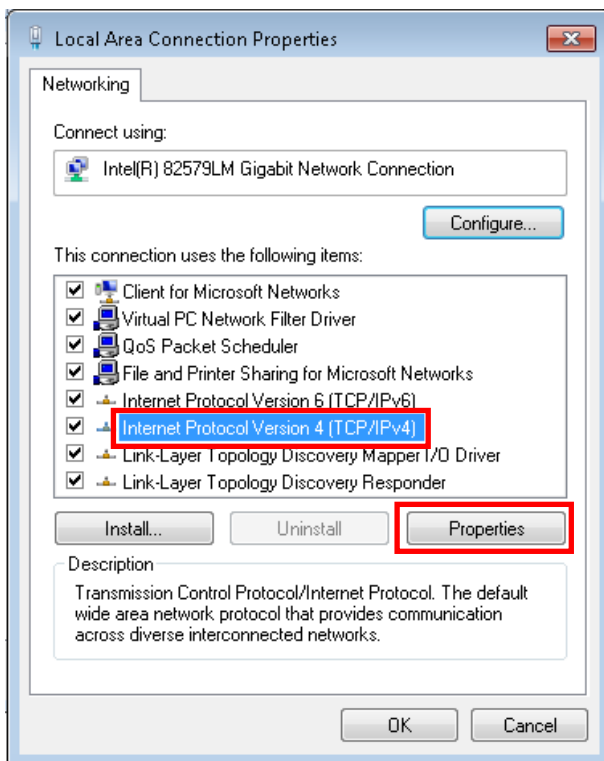 Local Area Connection Properties
Networking
Connect using:
Intel(R) 82579LM Gigabit Network Connection
Configure...
This connection uses the following items:
Client for Microsoft Networks
Virtual PC Network Filter Driver
QoS Packet Scheduler
File and Printer Sharing for Microsoft Networks
Internet Protocol Version 6 (TCP/IPv6)
Internet Protocol Version 4 (TCP/IPv4)
Link-Layer Topology Discovery Mapper I/O Driver
Link-Layer Topology Discovery Responder
Install... Uninstall Properties
Description
Transmission Control Protocol/Internet Protocol. The default
wide area network protocol that provides communication
across diverse interconnected networks.
OK Cancel